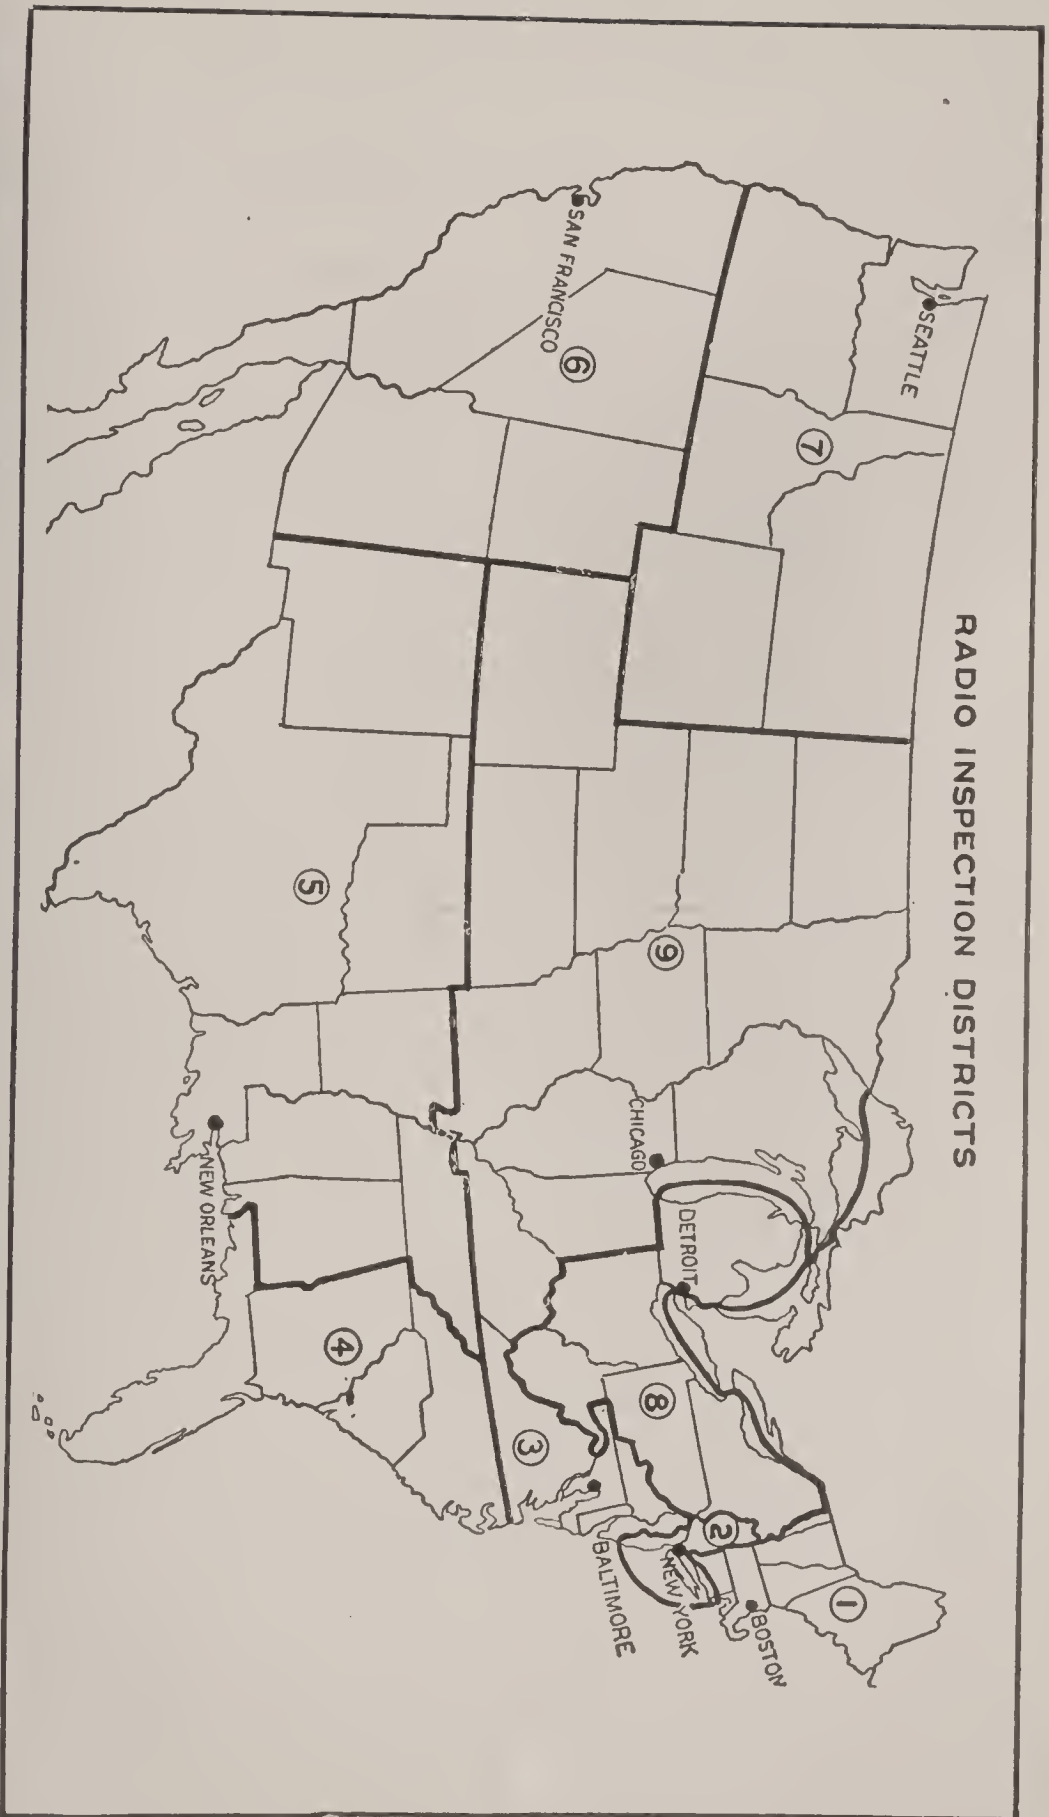 RADIO INSPECTION DISTRICTS
SEATTLE
7
SAN FRANCISCO
6
9
CHICAGO
DETROIT
8
2
1
BOSTON
NEW YORK
3
BALTIMORE
5
4
NEW ORLEANS